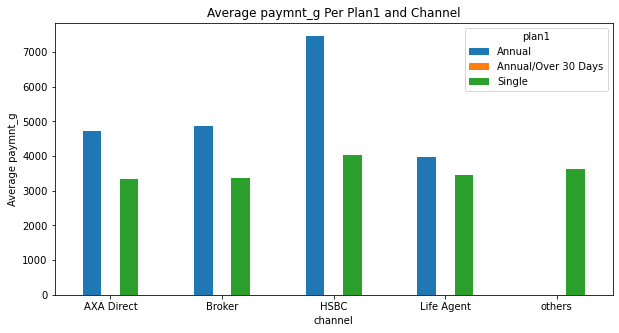 Average paymnt_g Per Plan1 and Channel
plan1
Annual
Annual/Over 30 Days
Single
Average paymnt_g
7000
6000
5000
4000
3000
2000
1000
0
AXA Direct Broker HSBC Life Agent others
channel